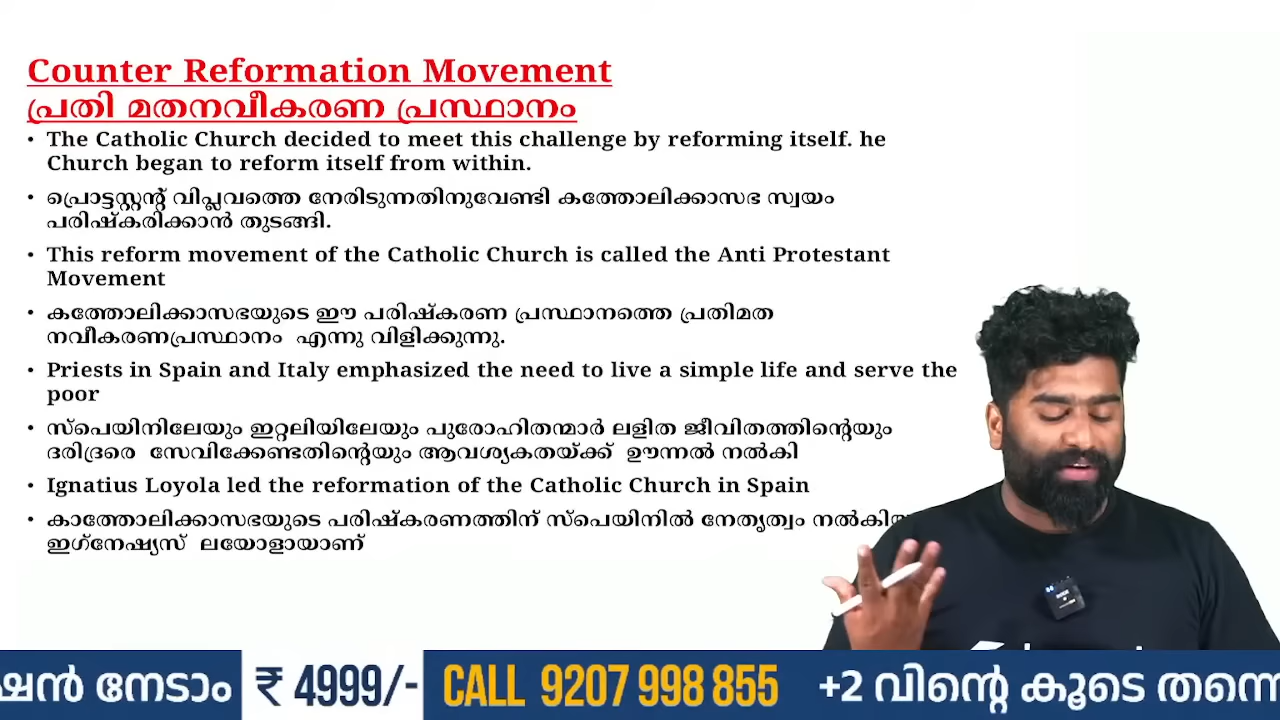 Counter Reformation Movement
പ്രതി മതനവീകരണ പ്രസ്ഥാനം
• The Catholic Church decided to meet this challenge by reforming itself. he
Church began to reform itself from within.
• പ്രൊട്ടസ്റ്റന്റ് വിപ്ലവത്തെ നേരിടുന്നതിനുവേണ്ടി കത്തോലിക്കാസഭ സ്വയം
പരിഷ്കരിക്കാൻ തുടങ്ങി.
• This reform movement of the Catholic Church is called the Anti Protestant
Movement
• കത്തോലിക്കാസഭയുടെ ഈ പരിഷ്കരണ പ്രസ്ഥാനത്തെ പ്രതിമത
നവീകരണപ്രസ്ഥാനം എന്നു വിളിക്കുന്നു.
• Priests in Spain and Italy emphasized the need to live a simple life and serve the
poor
• സ്പെയിനിലേയും ഇറ്റലിയിലേയും പുരോഹിതന്മാർ ലളിത ജീവിതത്തിന്റെയും
ദരിദ്രരെ സേവിക്കേണ്ടതിന്റെയും ആവശ്യകതയ്ക്ക് ഊന്നൽ നൽകി
• Ignatius Loyola led the reformation of the Catholic Church in Spain
• കാത്തോലിക്കാസഭയുടെ പരിഷ്കരണത്തിന് സ്പെയിനിൽ നേതൃത്വം
ഇഗ്നേഷ്യസ് ലയോളായാണ്
നേടാം ₹ 4999/- CALL 9207 998 855 +2 വിന്റെ കൂടെ